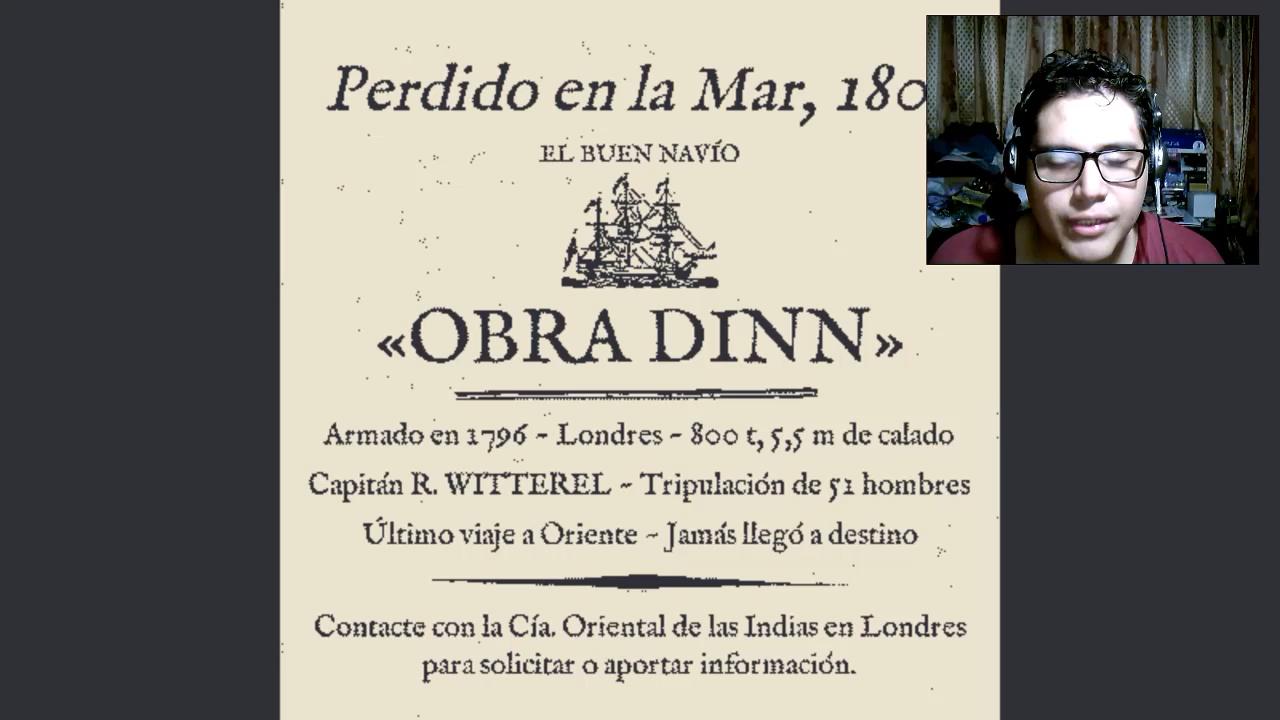 Perdido en la Mar, 180
EL BUEN NAVÍO
«OBRA DINN»
Armado en 1796 ~ Londres ~ 800 t, 5,5 m de calado
Capitán R. WITTEREL ~ Tripulación de 51 hombres
Último viaje a Oriente ~ Jamás llegó a destino
Contacte con la Cía. Oriental de las Indias en Londres
para solicitar o aportar información.